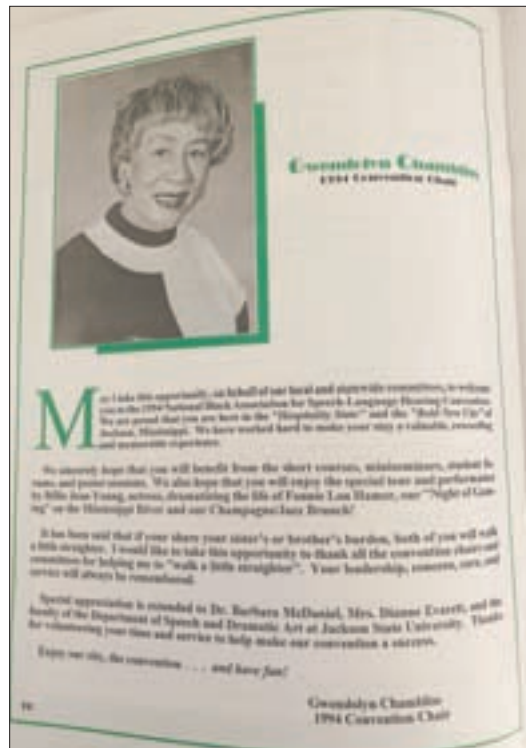 Gwendolyn Chamblin
1994 Convention Chair
May I take this opportunity, on behalf of our local and statewide committees, to welcome
you to the 1994 National Black Association for Speech-Language Hearing Convention.
We are proud that you are here in the "Hospitality State" and the "Bold New City" of
Jackson, Mississippi. We have worked hard to make your stay a valuable, rewarding
and memorable experience.
We sincerely hope that you will benefit from the short courses, miniseminars, student
and poster sessions. We also hope that you will enjoy the special tour and performance
by Billie Jean Young, actress, dramatizing the life of Fannie Lou Hamer, our "Night of Gam-
ing" on the Mississippi River and our Champagne/Jazz Brunch!
It has been said that if your share your sister's or brother's burden, both of you will walk
a little straighter. I would like to take this opportunity to thank all the convention chairs and
committees for helping me to "walk a little straighter". Your leadership, concern, care, and
service will always be remembered.
Special appreciation is extended to Dr. Barbara McDaniel, Mrs. Dianne Everett, and the
faculty of the Department of Speech and Dramatic Art at Jackson State University. Thanks
for volunteering your time and service to help make our convention a success.
Enjoy our city, the convention . . . and have fun!
Gwendolyn Chamblin
1994 Convention Chair